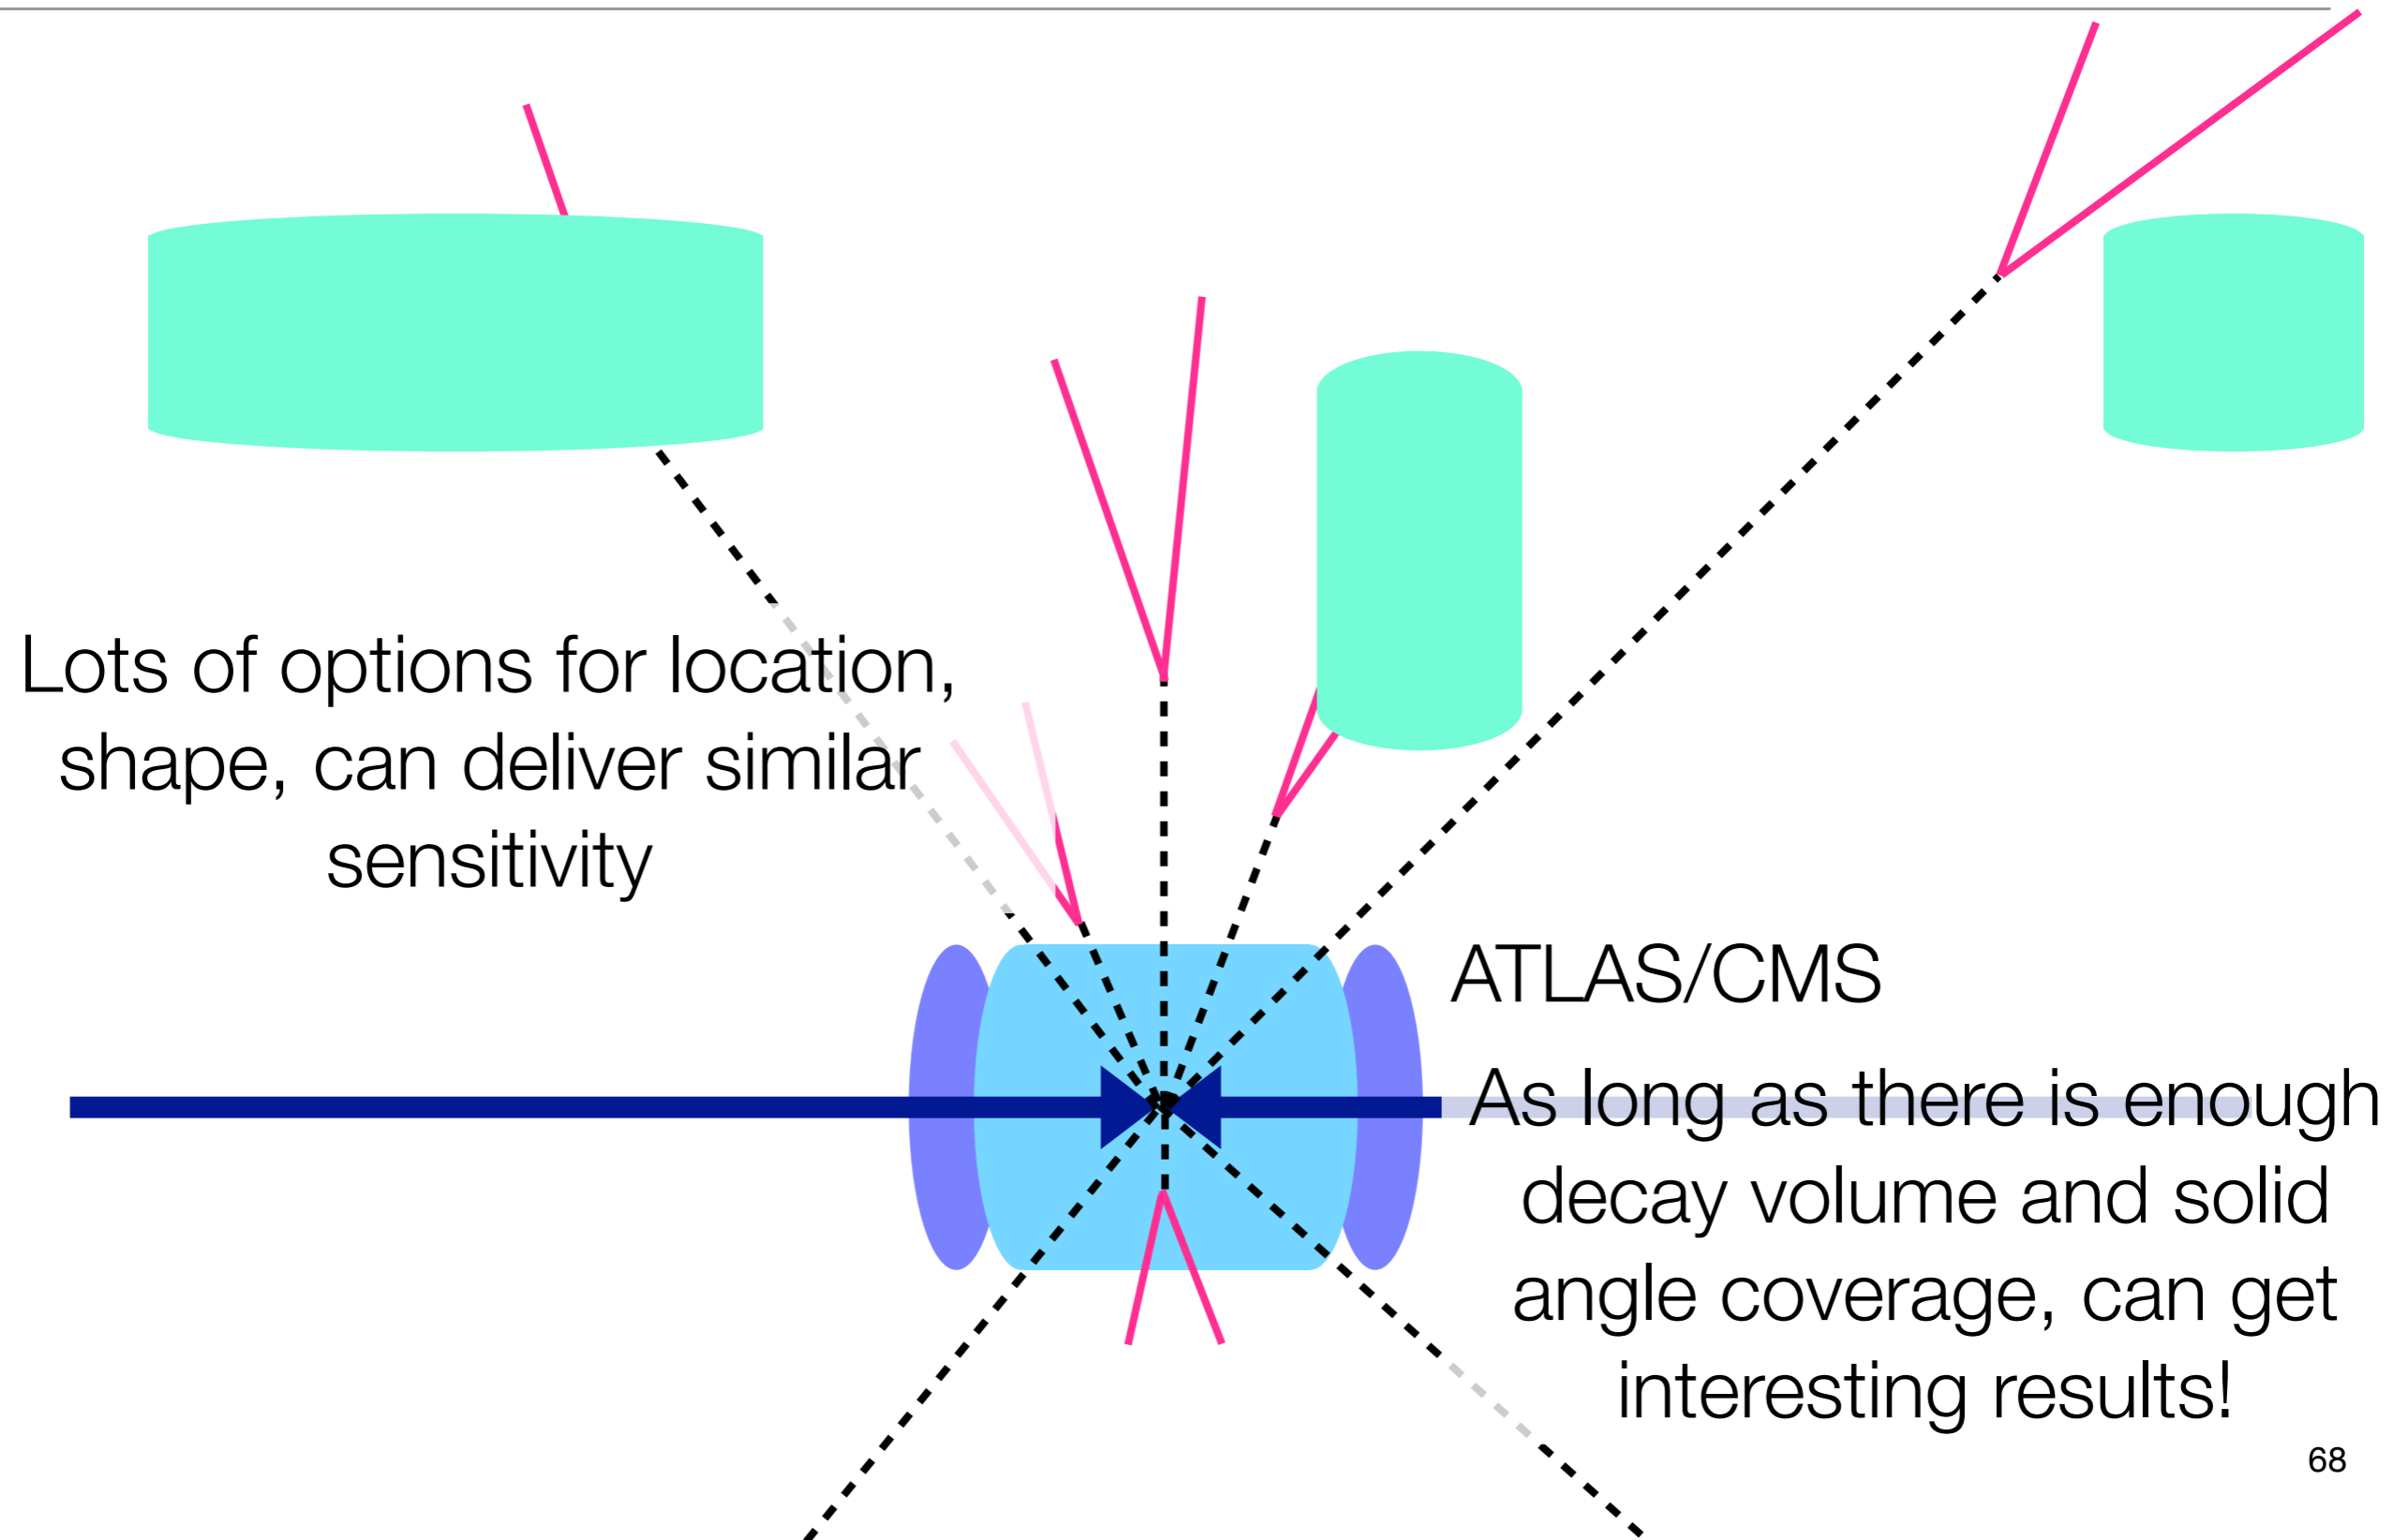 Lots of options for location,
shape, can deliver similar
sensitivity
ATLAS/CMS
As long as there is enough
decay volume and solid
angle coverage, can get
interesting results!
68